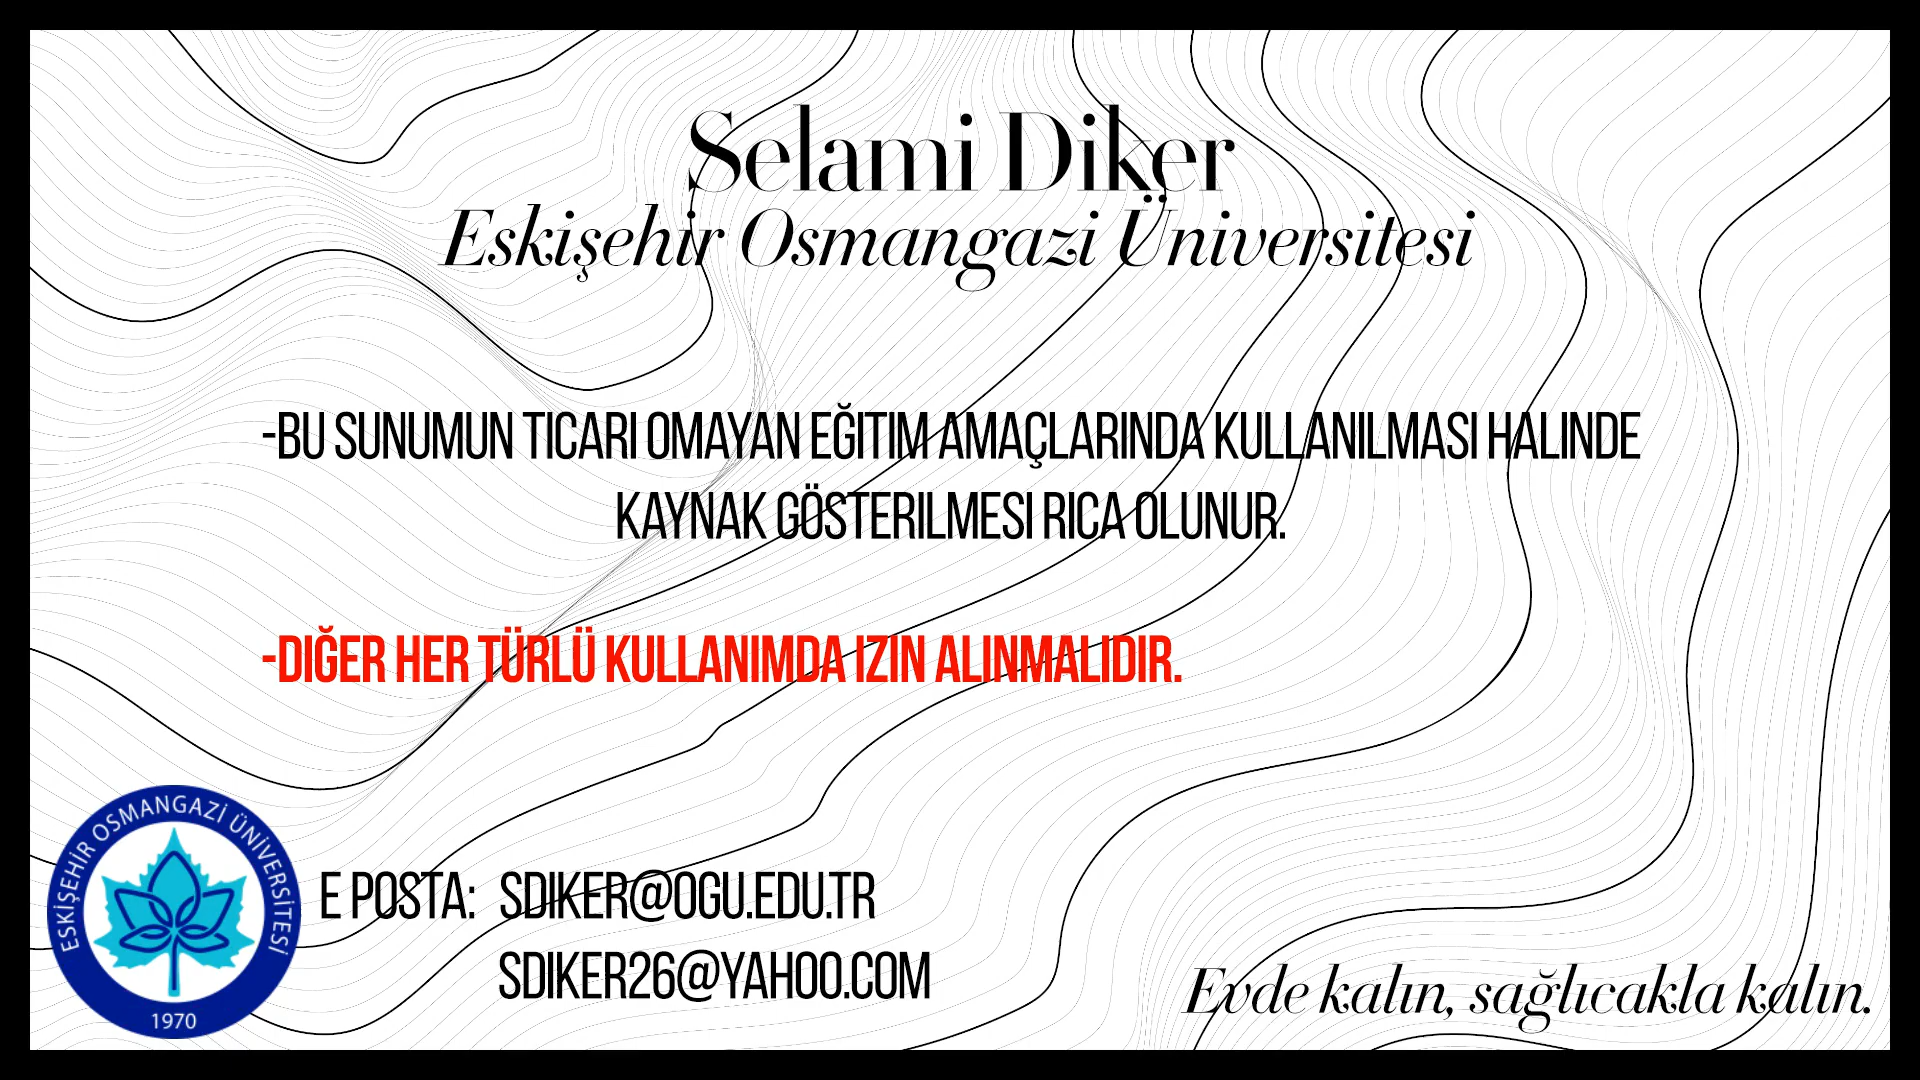 Selami Diker
Eskişehir Osmangazi Üniversitesi
-BU SUNUMUN TICARI OMAYAN EĞITIM AMAÇLARINDA KULLANILMASI HALINDE
KAYNAK GÖSTERILMESI RICA OLUNUR.
-DIĞER HER TÜRLÜ KULLANIMDA IZIN ALINMALIDIR.
ESKİŞEHİR OSMANGAZİ ÜNİVERSİTESİ
1970
E POSTA: SDIKER@OGU.EDU.TR
SDIKER26@YAHOO.COM
Evde kalın, sağlıcakla kalın.